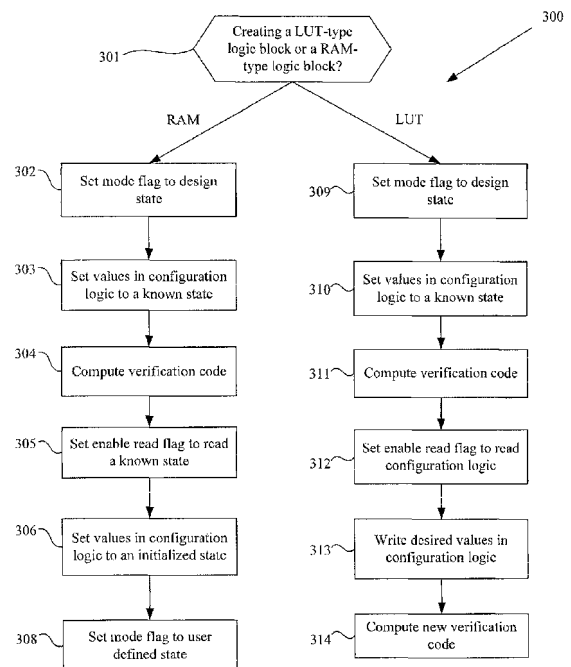 300
Creating a LUT-type
logic block or a RAM-
type logic block?
301
RAM
LUT
302
Set mode flag to design
state
303
Set values in configuration
logic to a known state
304
Compute verification code
305
Set enable read flag to read
a known state
306
Set values in configuration
logic to an initialized state
308
Set mode flag to user
defined state
309
Set mode flag to design
state
310
Set values in configuration
logic to a known state
311
Compute verification code
312
Set enable read flag to read
configuration logic
313
Write desired values in
configuration logic
314
Compute new verification
code